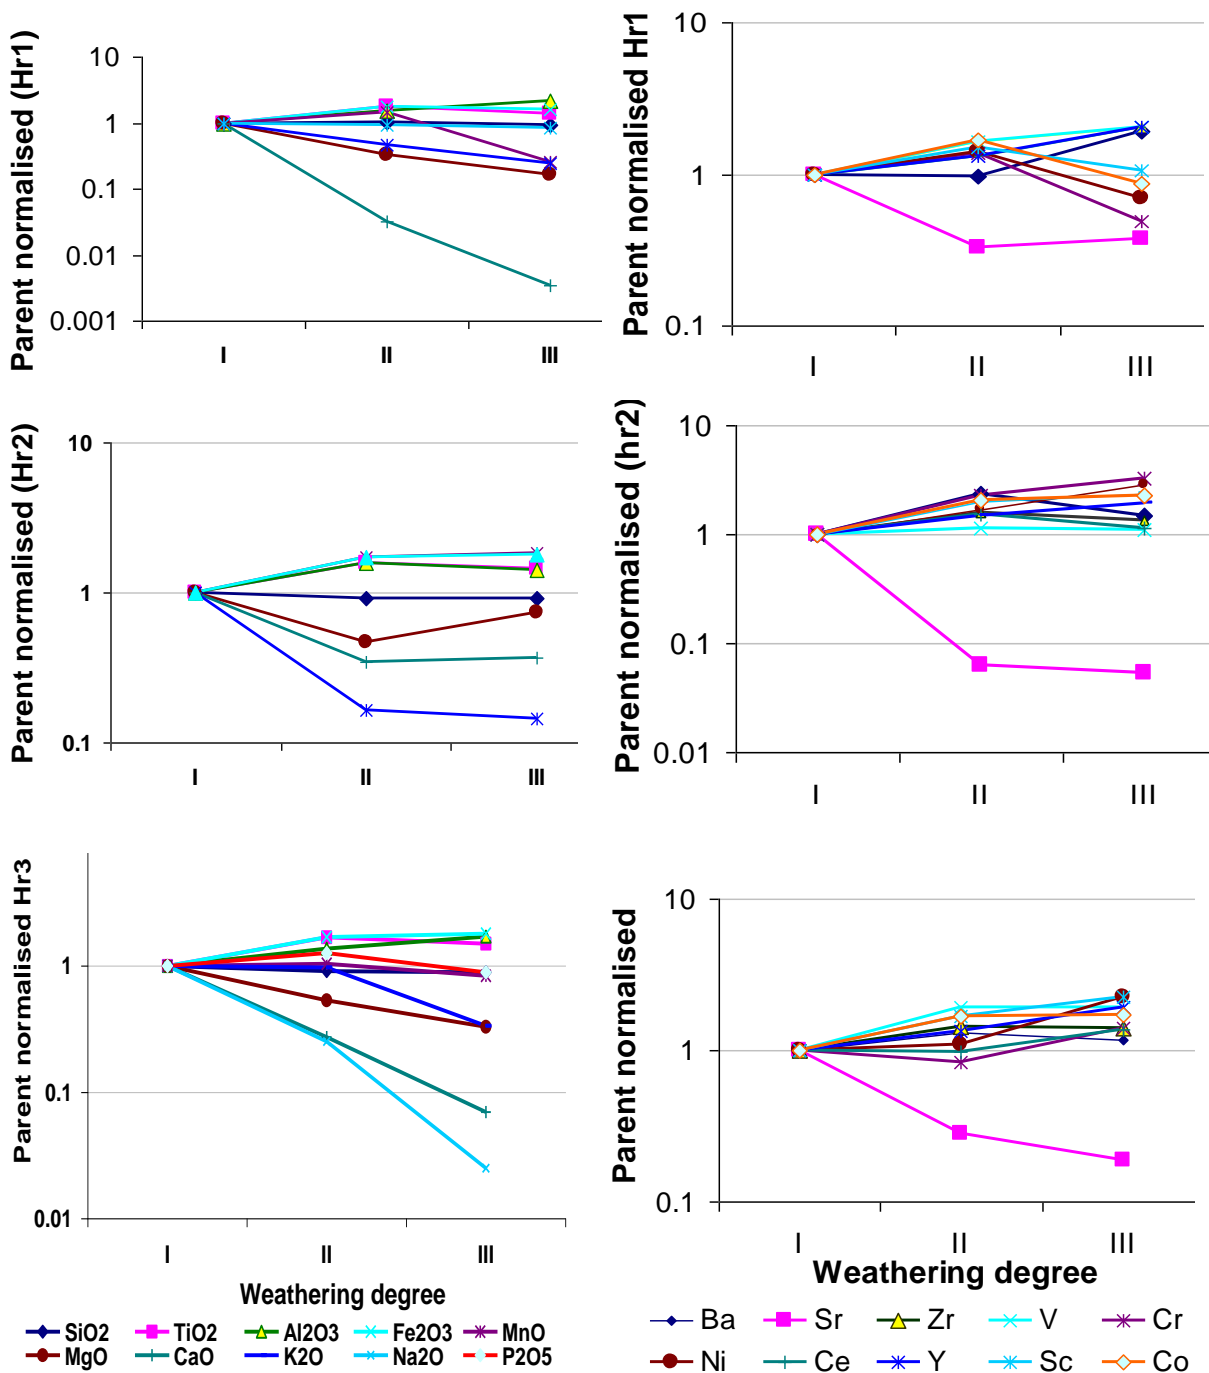 Parent normalised (Hr1)
10
1
0.1
0.01
0.001
I II III
Parent normalised Hr1
10
1
0.1
I II III
Parent normalised (Hr2)
10
1
0.1
I II III
Parent normalised (hr2)
10
1
0.1
0.01
I II III
Parent normalised Hr3
1
0.1
0.01
I II III
Weathering degree
SiO2 TiO2 Al2O3 Fe2O3 MnO
MgO CaO K2O Na2O P2O5
Parent normalised
10
1
0.1
I II III
Weathering degree
Ba Sr Zr V Cr
Ni Ce Y Sc Co